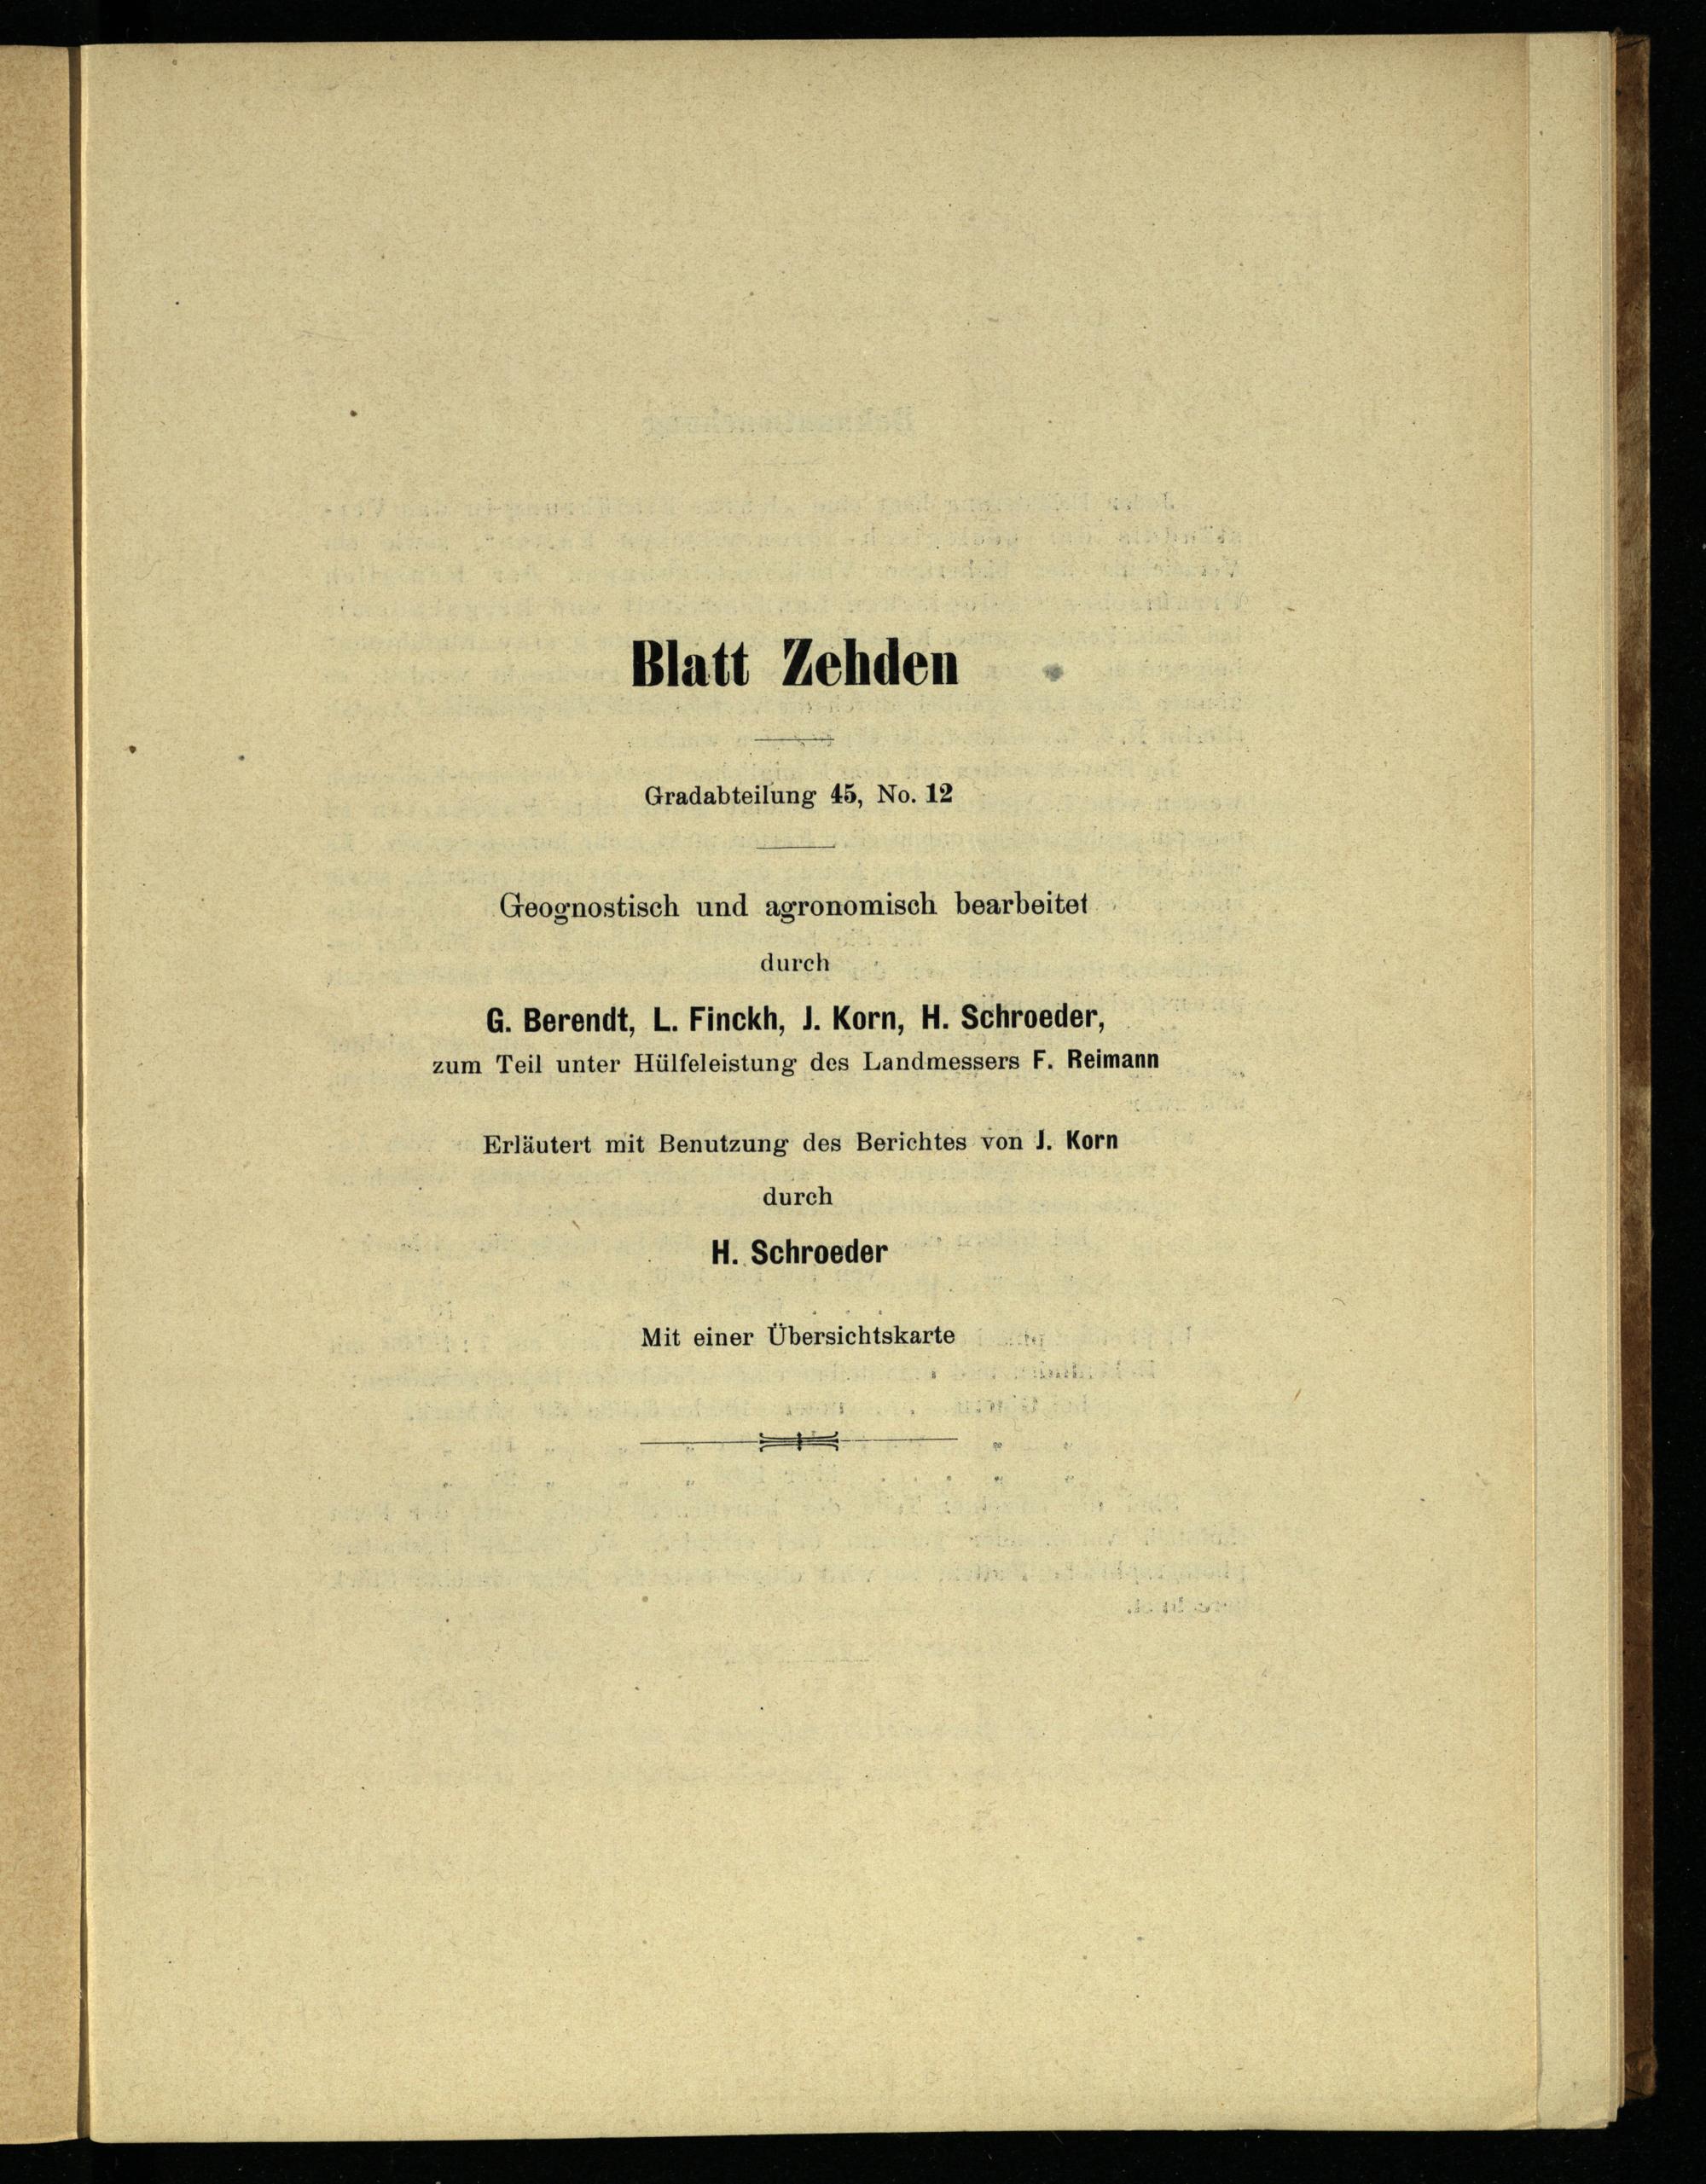 Blatt Zehden
Gradabteilung 45, No. 12
Geognostisch und agronomisch bearbeitet
durch
G. Berendt, L. Finckh, J. Korn, H. Schroeder,
zum Teil unter Hülfeleistung des Landmessers F. Reimann
Erläutert mit Benutzung des Berichtes von J. Korn
durch
H. Schroeder
Mit einer Übersichtskarte